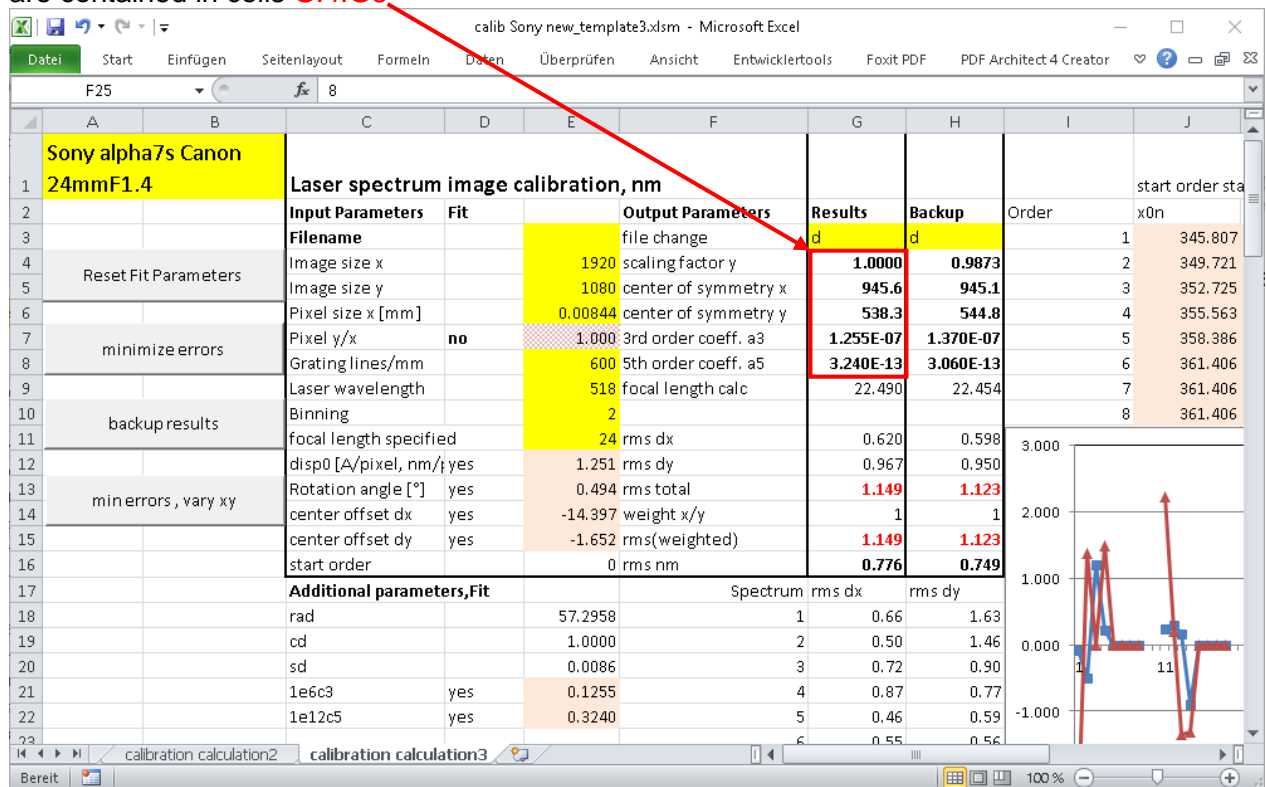 are contained in cells
calib Sony new_template3.xlsm - Microsoft Excel
Datei Start Einfügen Seitenlayout Formeln Daten Überprüfen Ansicht Entwicklertools Foxit PDF PDF Architect 4 Creator
F25 fx 8
A B C D E F G H I J
Sony alpha7s Canon
24mmF1.4
1 Laser spectrum image calibration, nm start order sta
2 Input Parameters Fit Output Parameters Results Backup Order x0n
3 Filename file change d d 1 345.807
4 Image size x 1920 scaling factor y 1.0000 0.9873 2 349.721
Reset Fit Parameters
5 Image size y 1080 center of symmetry x 945.6 945.1 3 352.725
6 Pixel size x [mm] 0.00844 center of symmetry y 538.3 544.8 4 355.563
7 Pixel y/x no 1.000 3rd order coeff. a3 1.255E-07 1.370E-07 5 358.386
minimize errors
8 Grating lines/mm 600 5th order coeff. a5 3.240E-13 3.060E-13 6 361.406
9 Laser wavelength 518 focal length calc 22.490 22.454 7 361.406
10 Binning 2 8 361.406
backup results
11 focal length specified 24 rms dx 0.620 0.598
12 disp0 [A/pixel, nm/ yes 1.251 rms dy 0.967 0.950
13 Rotation angle [°] yes 0.494 rms total 1.149 1.123
min errors , vary xy
14 center offset dx yes -14.397 weight x/y 1 1
15 center offset dy yes -1.652 rms(weighted) 1.149 1.123
16 start order 0 rms nm 0.776 0.749
17 Additional parameters,Fit Spectrum rms dx rms dy
18 rad 57.2958 1 0.66 1.63
19 cd 1.0000 2 0.50 1.46
20 sd 0.0086 3 0.72 0.90
21 1e6c3 yes 0.1255 4 0.87 0.77
22 1e12c5 yes 0.3240 5 0.46 0.59
23 6 0.55 0.56
3.000
2.000
1.000
0.000
1 11
-1.000
calibration calculation2 calibration calculation3
Bereit 100 %